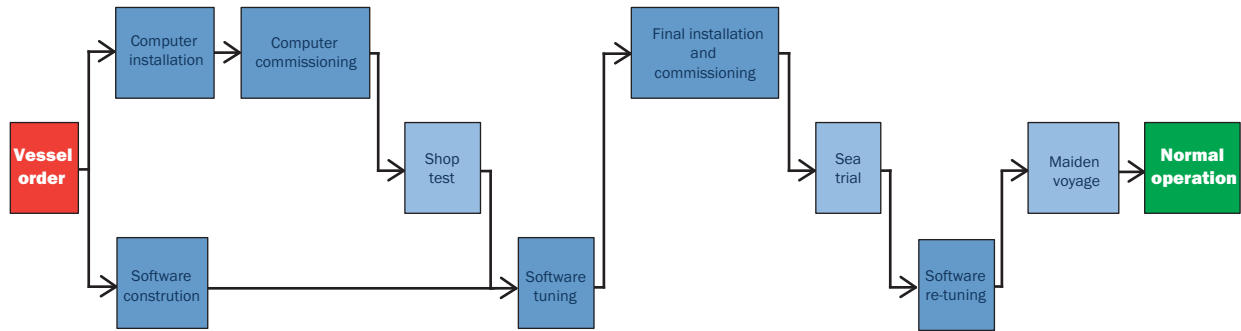 Vessel
order
Computer
installation
Computer
commissioning
Shop
test
Software
constrution
Software
tuning
Final installation
and
commissioning
Sea
trial
Software
re-tuning
Maiden
voyage
Normal
operation